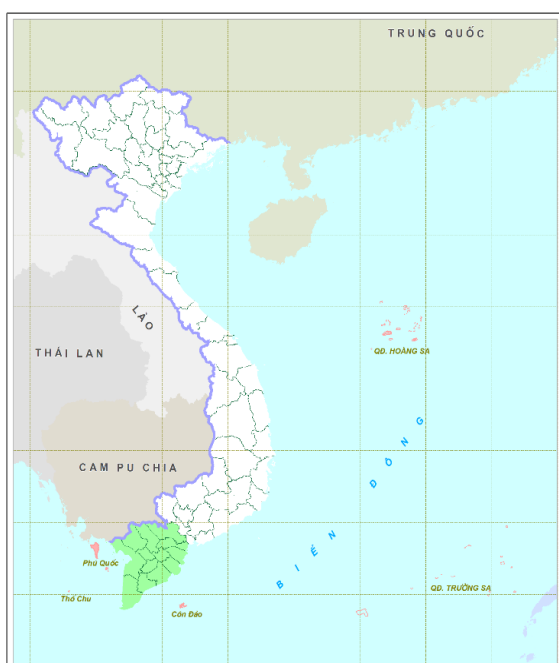 TRUNG QUỐC
LÀO
THÁI LAN
QĐ. HOÀNG SA
CAM PU CHIA
BIỂN ĐÔNG
Phú Quốc
Thổ Chu
Côn Đảo
QĐ. TRƯỜNG SA